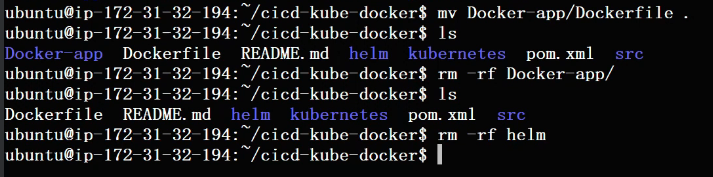 ubuntu@ip-172-31-32-194:~/cicd-kube-docker$ mv Docker-app/Dockerfile .
ubuntu@ip-172-31-32-194:~/cicd-kube-docker$ ls
Docker-app  Dockerfile  README.md  helm  kubernetes  pom.xml  src
ubuntu@ip-172-31-32-194:~/cicd-kube-docker$ rm -rf Docker-app/
ubuntu@ip-172-31-32-194:~/cicd-kube-docker$ ls
Dockerfile  README.md  helm  kubernetes  pom.xml  src
ubuntu@ip-172-31-32-194:~/cicd-kube-docker$ rm -rf helm
ubuntu@ip-172-31-32-194:~/cicd-kube-docker$